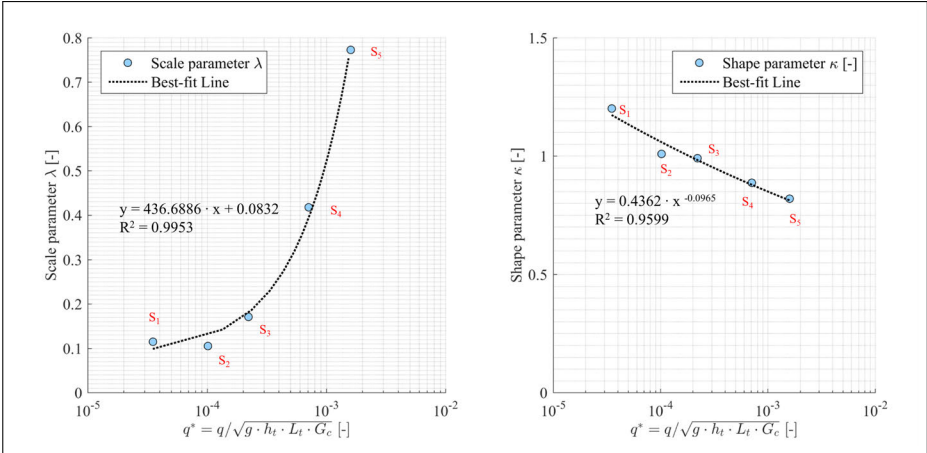 0.8
0.7
0.6
0.5
0.4
0.3
0.2
0.1
0
Scale parameter λ [-]
Scale parameter λ
Best-fit Line
y = 436.6886 · x + 0.0832
R² = 0.9953
S₁
S₂
S₃
S₄
S₅
10⁻⁵
10⁻⁴
10⁻³
10⁻²
q* = q/√(g · hₜ · Lₜ · G_c) [-]
1.5
1
0.5
0
Shape parameter κ [-]
Shape parameter κ [-]
Best-fit Line
y = 0.4362 · x ⁻⁰·⁰⁹⁶⁵
R² = 0.9599
S₁
S₂
S₃
S₄
S₅
10⁻⁵
10⁻⁴
10⁻³
10⁻²
q* = q/√(g · hₜ · Lₜ · G_c) [-]